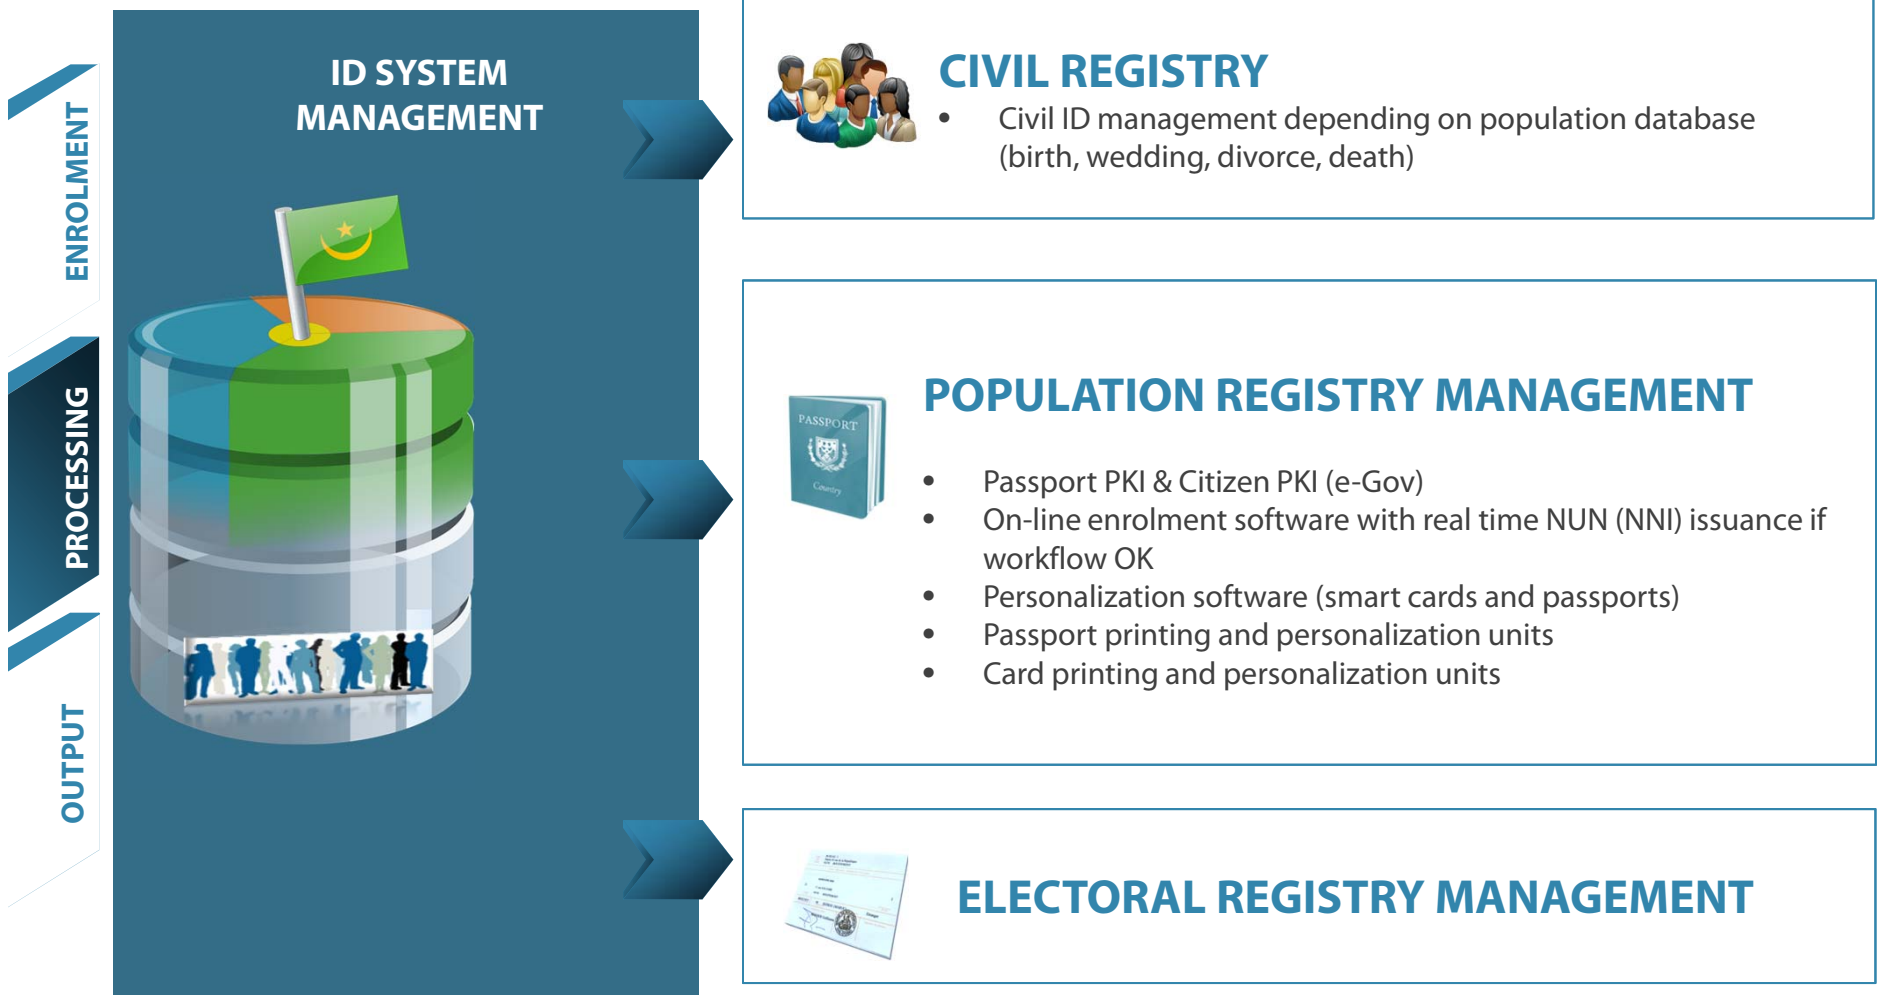 ENROLMENT
PROCESSING
OUTPUT
ID SYSTEM
MANAGEMENT
CIVIL REGISTRY
• Civil ID management depending on population database
(birth, wedding, divorce, death)
PASSPORT
Country
POPULATION REGISTRY MANAGEMENT
• Passport PKI & Citizen PKI (e-Gov)
• On-line enrolment software with real time NUN (NNI) issuance if
workflow OK
• Personalization software (smart cards and passports)
• Passport printing and personalization units
• Card printing and personalization units
ELECTORAL REGISTRY MANAGEMENT